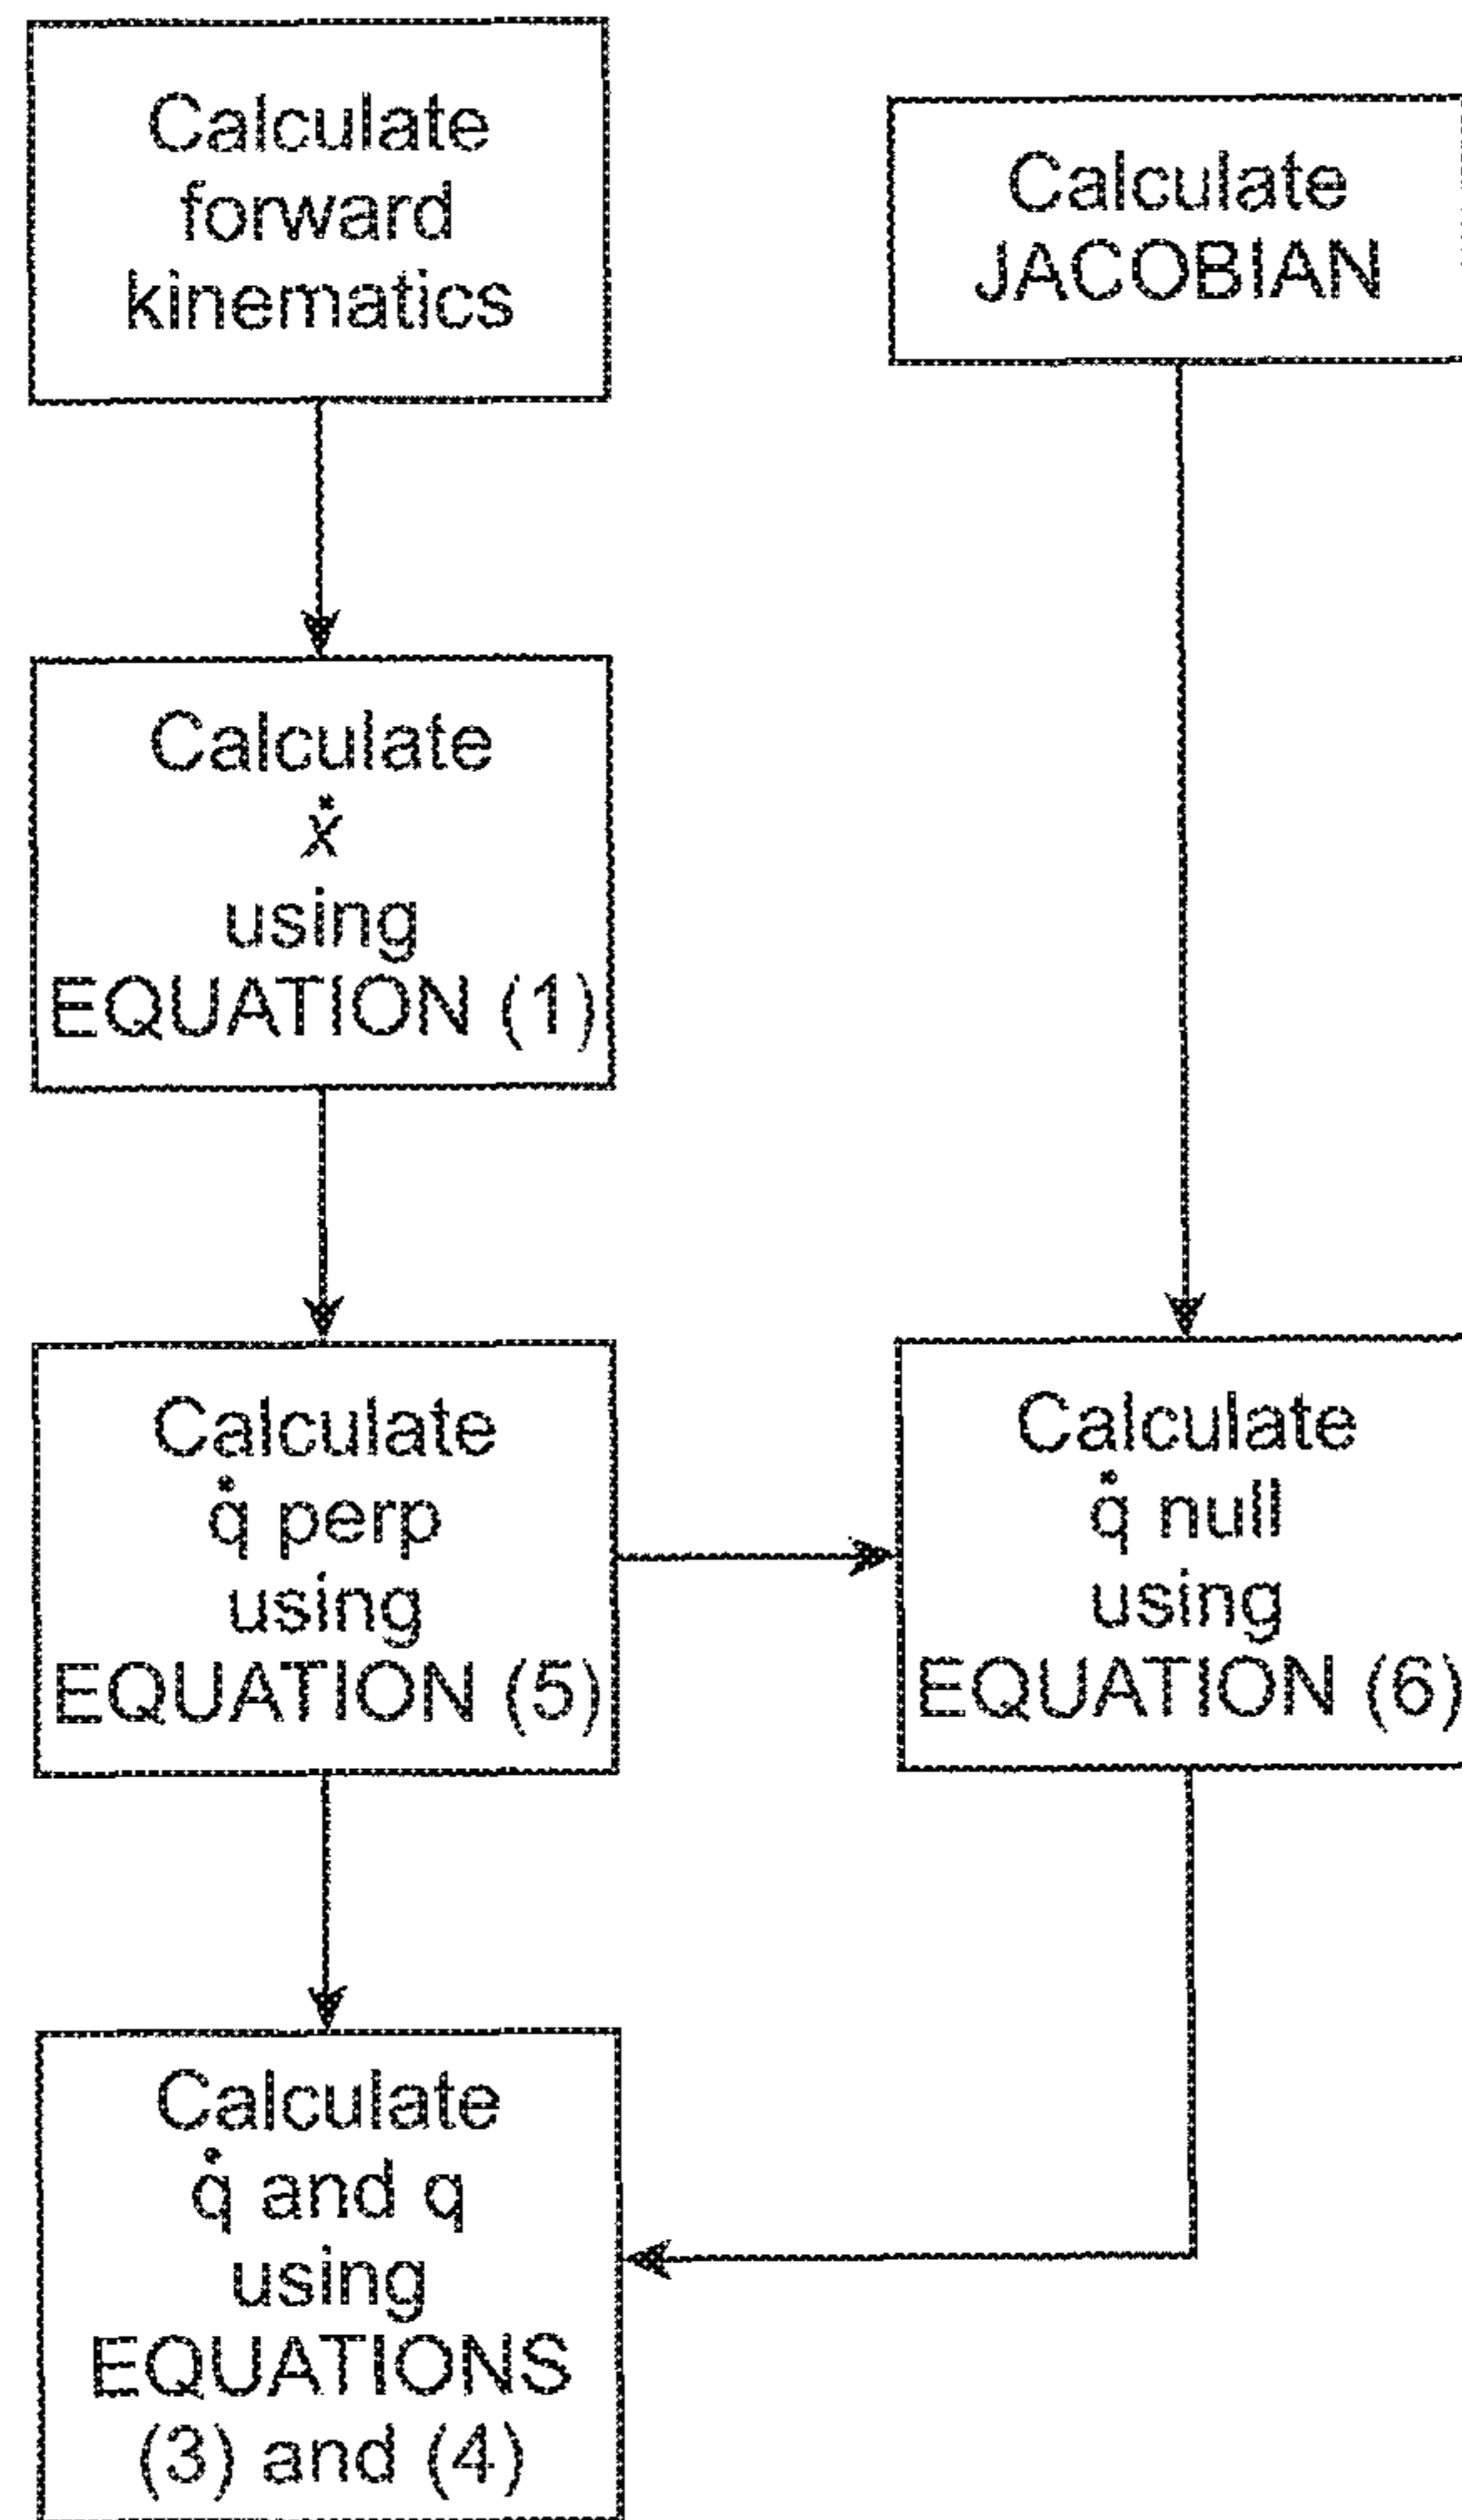 Calculate
forward
kinematics
Calculate
JACOBIAN
Calculate
ẋ
using
EQUATION (1)
Calculate
q̇ perp
using
EQUATION (5)
Calculate
q̇ null
using
EQUATION (6)
Calculate
q̇ and q
using
EQUATIONS
(3) and (4)